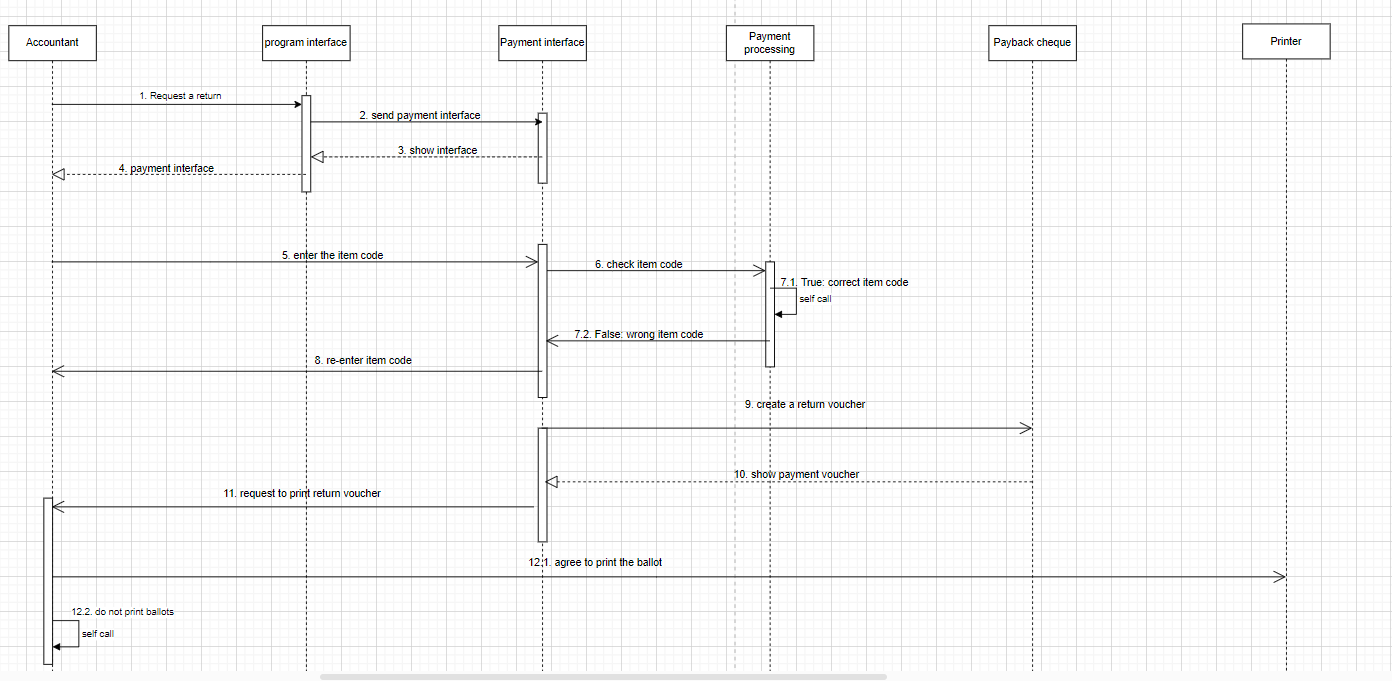 Accountant
program interface
Payment interface
Payment
processing
Payback cheque
Printer
1. Request a return
2. send payment interface
3. show interface
4. payment interface
5. enter the item code
6. check item code
7.1. True: correct item code
self call
7.2. False: wrong item code
8. re-enter item code
9. create a return voucher
10. show payment voucher
11. request to print return voucher
12.1. agree to print the ballot
12.2. do not print ballots
self call